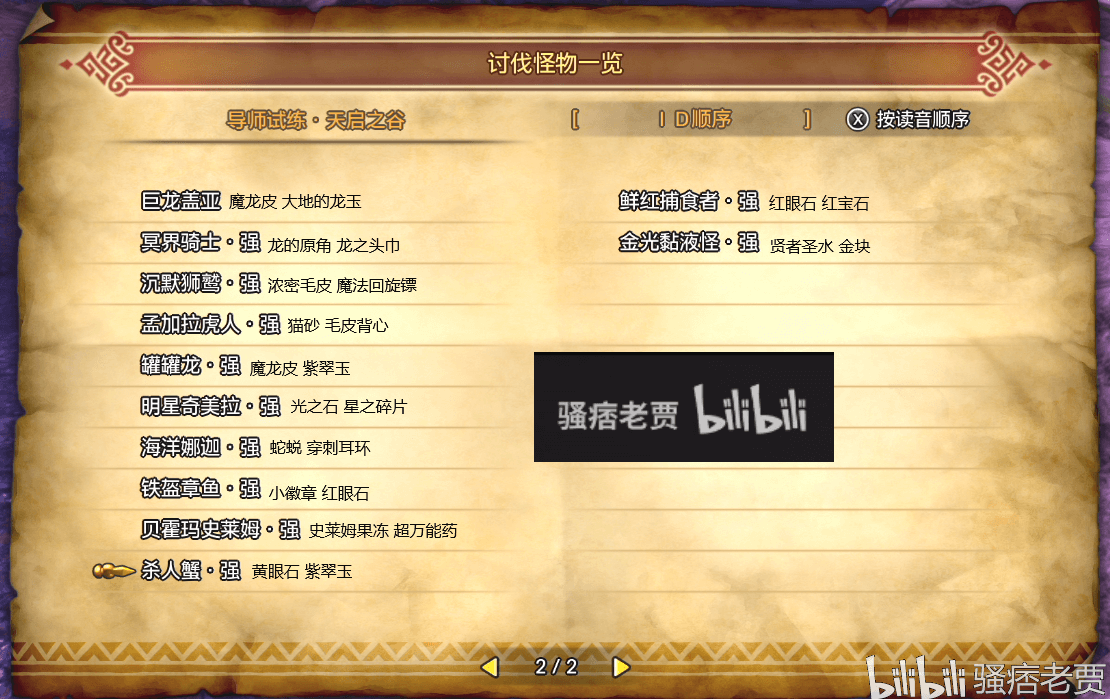 讨伐怪物一览
导师试练・天启之谷 [ ID顺序 ] X 按读音顺序
巨龙盖亚 魔龙皮 大地的龙玉
冥界骑士・强 龙的原角 龙之头巾
沉默狮鹫・强 浓密毛皮 魔法回旋镖
孟加拉虎人・强 猫砂 毛皮背心
罐罐龙・强 魔龙皮 紫翠玉
明星奇美拉・强 光之石 星之碎片
海洋娜迦・强 蛇蜕 穿刺耳环
铁盔章鱼・强 小徽章 红眼石
贝霍玛史莱姆・强 史莱姆果冻 超万能药
杀人蟹・强 黄眼石 紫翠玉
鲜红捕食者・强 红眼石 红宝石
金光黏液怪・强 贤者圣水 金块
骚痞老贾 bilibili
2/2
bilibili 骚痞老贾